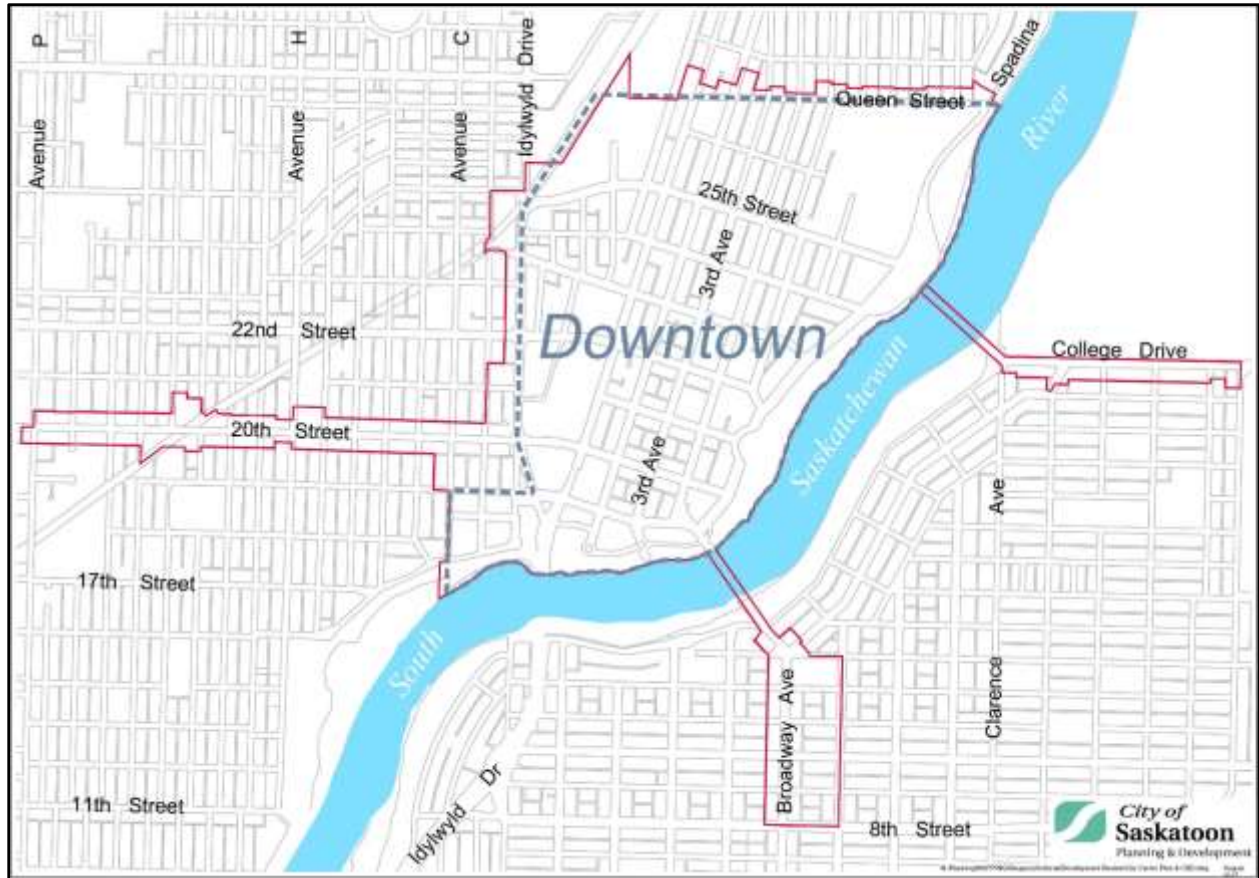 Avenue P
Avenue H
Avenue C
Idylwyld Drive
Spadina
Queen Street
River
25th Street
3rd Ave
22nd Street
Downtown
College Drive
Saskatchewan
20th Street
3rd Ave
Ave
17th Street
South
Broadway Ave
Clarence
Idylwyld Dr
11th Street
8th Street
City of
Saskatoon
Planning & Development